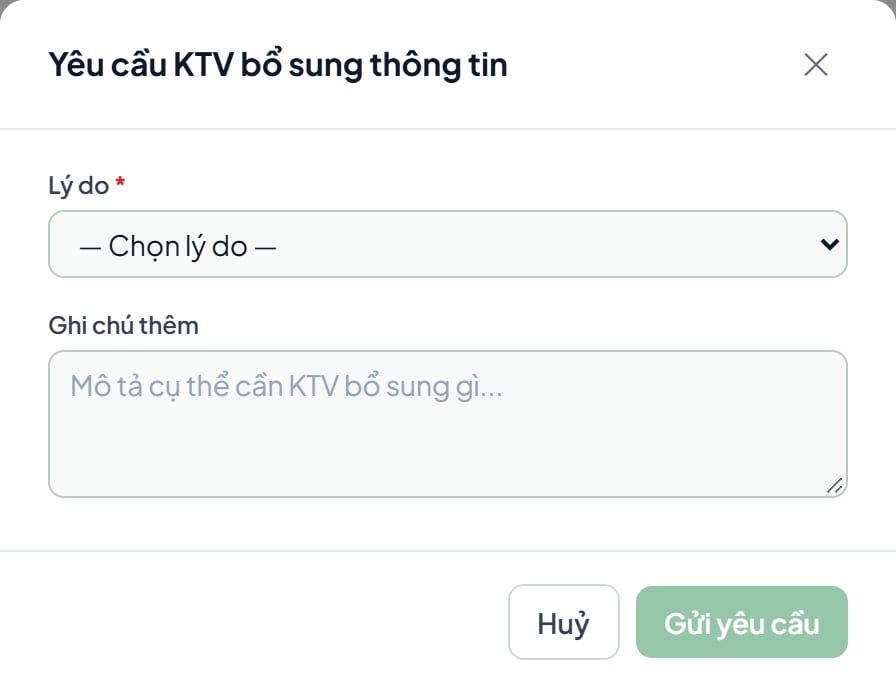 Yêu cầu KTV bổ sung thông tin
Lý do *
— Chọn lý do —
Ghi chú thêm
Mô tả cụ thể cần KTV bổ sung gì...
Huỷ
Gửi yêu cầu